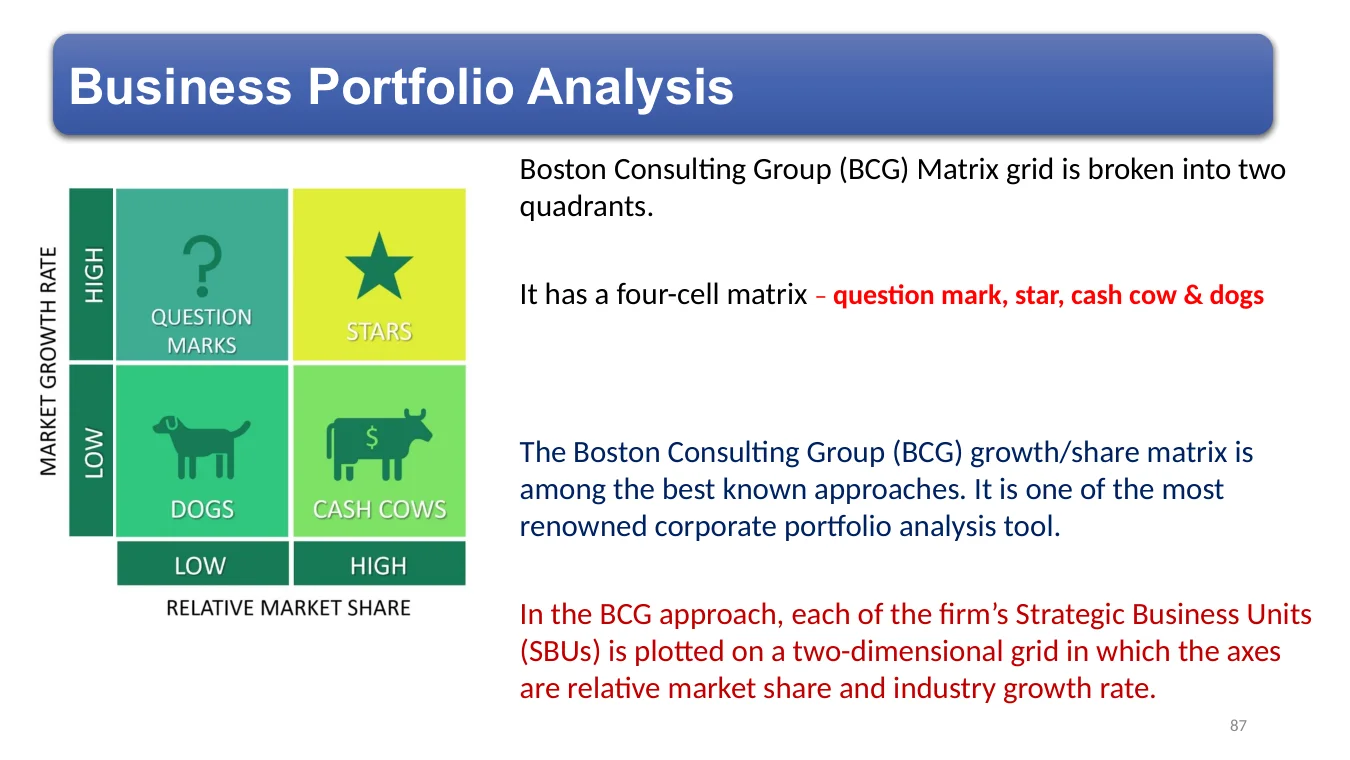 Business Portfolio Analysis
Boston Consulting Group (BCG) Matrix grid is broken into two
quadrants.
It has a four-cell matrix – question mark, star, cash cow & dogs
The Boston Consulting Group (BCG) growth/share matrix is
among the best known approaches. It is one of the most
renowned corporate portfolio analysis tool.
In the BCG approach, each of the firm’s Strategic Business Units
(SBUs) is plotted on a two-dimensional grid in which the axes
are relative market share and industry growth rate.
MARKET GROWTH RATE
HIGH
LOW
?
QUESTION
MARKS
STARS
DOGS
$
CASH COWS
LOW
HIGH
RELATIVE MARKET SHARE
87